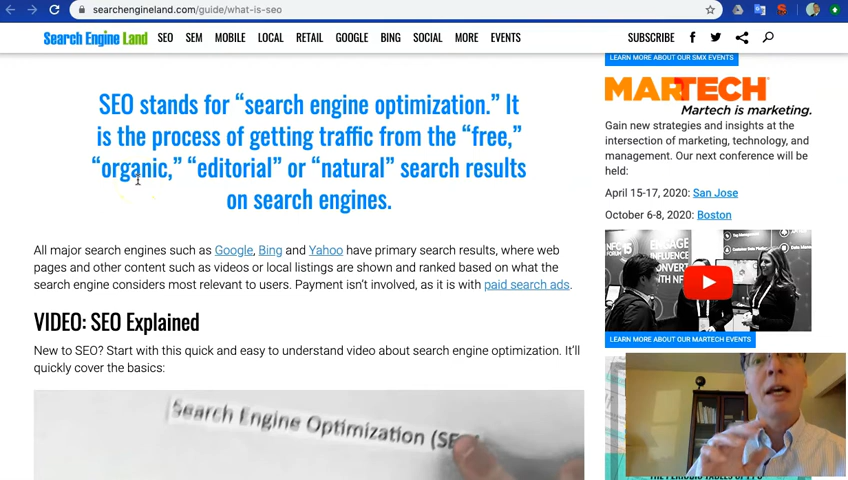 searchengineland.com/guide/what-is-seo
Search Engine Land
SEO SEM MOBILE LOCAL RETAIL GOOGLE BING SOCIAL MORE EVENTS
SUBSCRIBE
SEO stands for “search engine optimization.” It
is the process of getting traffic from the “free,”
“organic,” “editorial” or “natural” search results
on search engines.
All major search engines such as Google, Bing and Yahoo have primary search results, where web
pages and other content such as videos or local listings are shown and ranked based on what the
search engine considers most relevant to users. Payment isn’t involved, as it is with paid search ads.
VIDEO: SEO Explained
New to SEO? Start with this quick and easy to understand video about search engine optimization. It’ll
quickly cover the basics:
Search Engine Optimization
LEARN MORE ABOUT OUR SMX EVENTS
MARTECH
Martech is marketing.
Gain new strategies and insights at the
intersection of marketing, technology, and
management. Our next conference will be
held:
April 15-17, 2020: San Jose
October 6-8, 2020: Boston
NFC 15
FORUM
ENGAGE
INFLUENCE
CONVERT
WITH NF
LEARN MORE ABOUT OUR MARTECH EVENTS